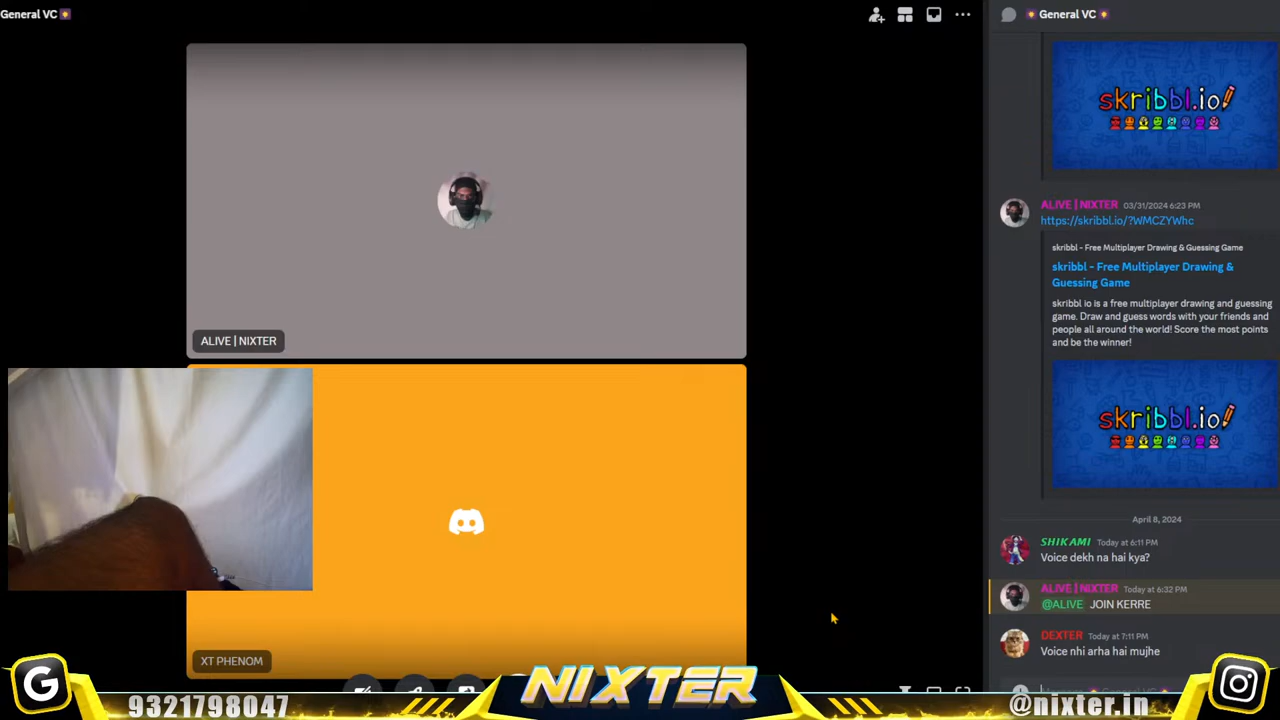 General VC
General VC
skribbl.io
ALIVE | NIXTER 03/31/2024 6:23 PM
https://skribbl.io/?WMCZYWhc
skribbl - Free Multiplayer Drawing & Guessing Game
skribbl - Free Multiplayer Drawing &
Guessing Game
skribbl io is a free multiplayer drawing and guessing
game. Draw and guess words with your friends and
people all around the world! Score the most points
and be the winner!
skribbl.io
April 8, 2024
SHIKAMI Today at 6:11 PM
Voice dekh na hai kya?
ALIVE | NIXTER Today at 6:32 PM
@ALIVE JOIN KERRE
DEXTER Today at 7:11 PM
Voice nhi arha hai mujhe
ALIVE | NIXTER
XT PHENOM
G
9321798047
NIXTER
@nixter.in